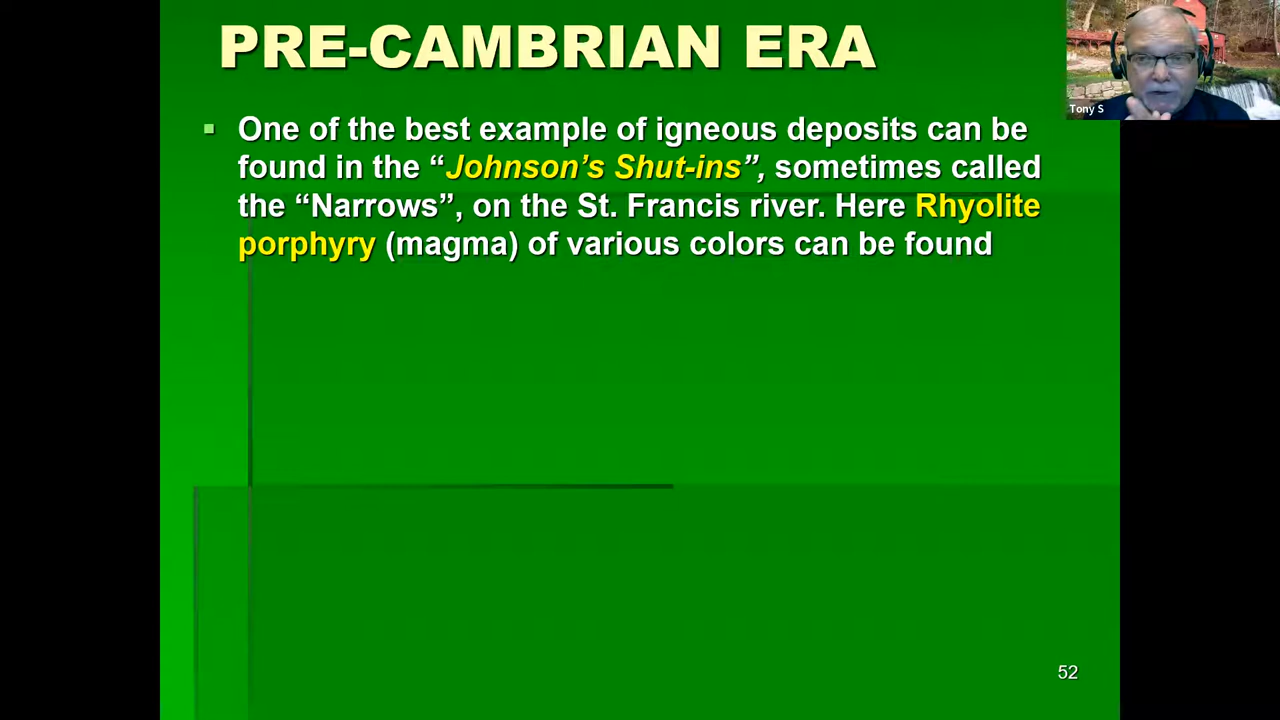 PRE-CAMBRIAN ERA
Tony S
▪ One of the best example of igneous deposits can be
found in the “Johnson’s Shut-ins”, sometimes called
the “Narrows”, on the St. Francis river. Here Rhyolite
porphyry (magma) of various colors can be found
52